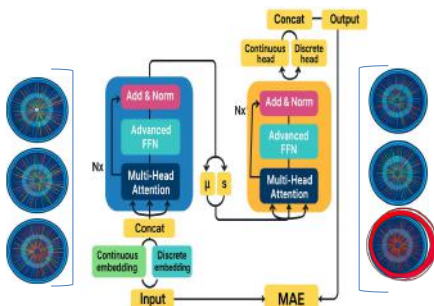 Concat
Output
Continuous
head
Discrete
head
Add & Norm
Advanced
FFN
Multi-Head
Attention
Nx
Concat
Continuous
embedding
Discrete
embedding
Input
μ
s
Add & Norm
Advanced
FFN
Multi-Head
Attention
Nx
MAE